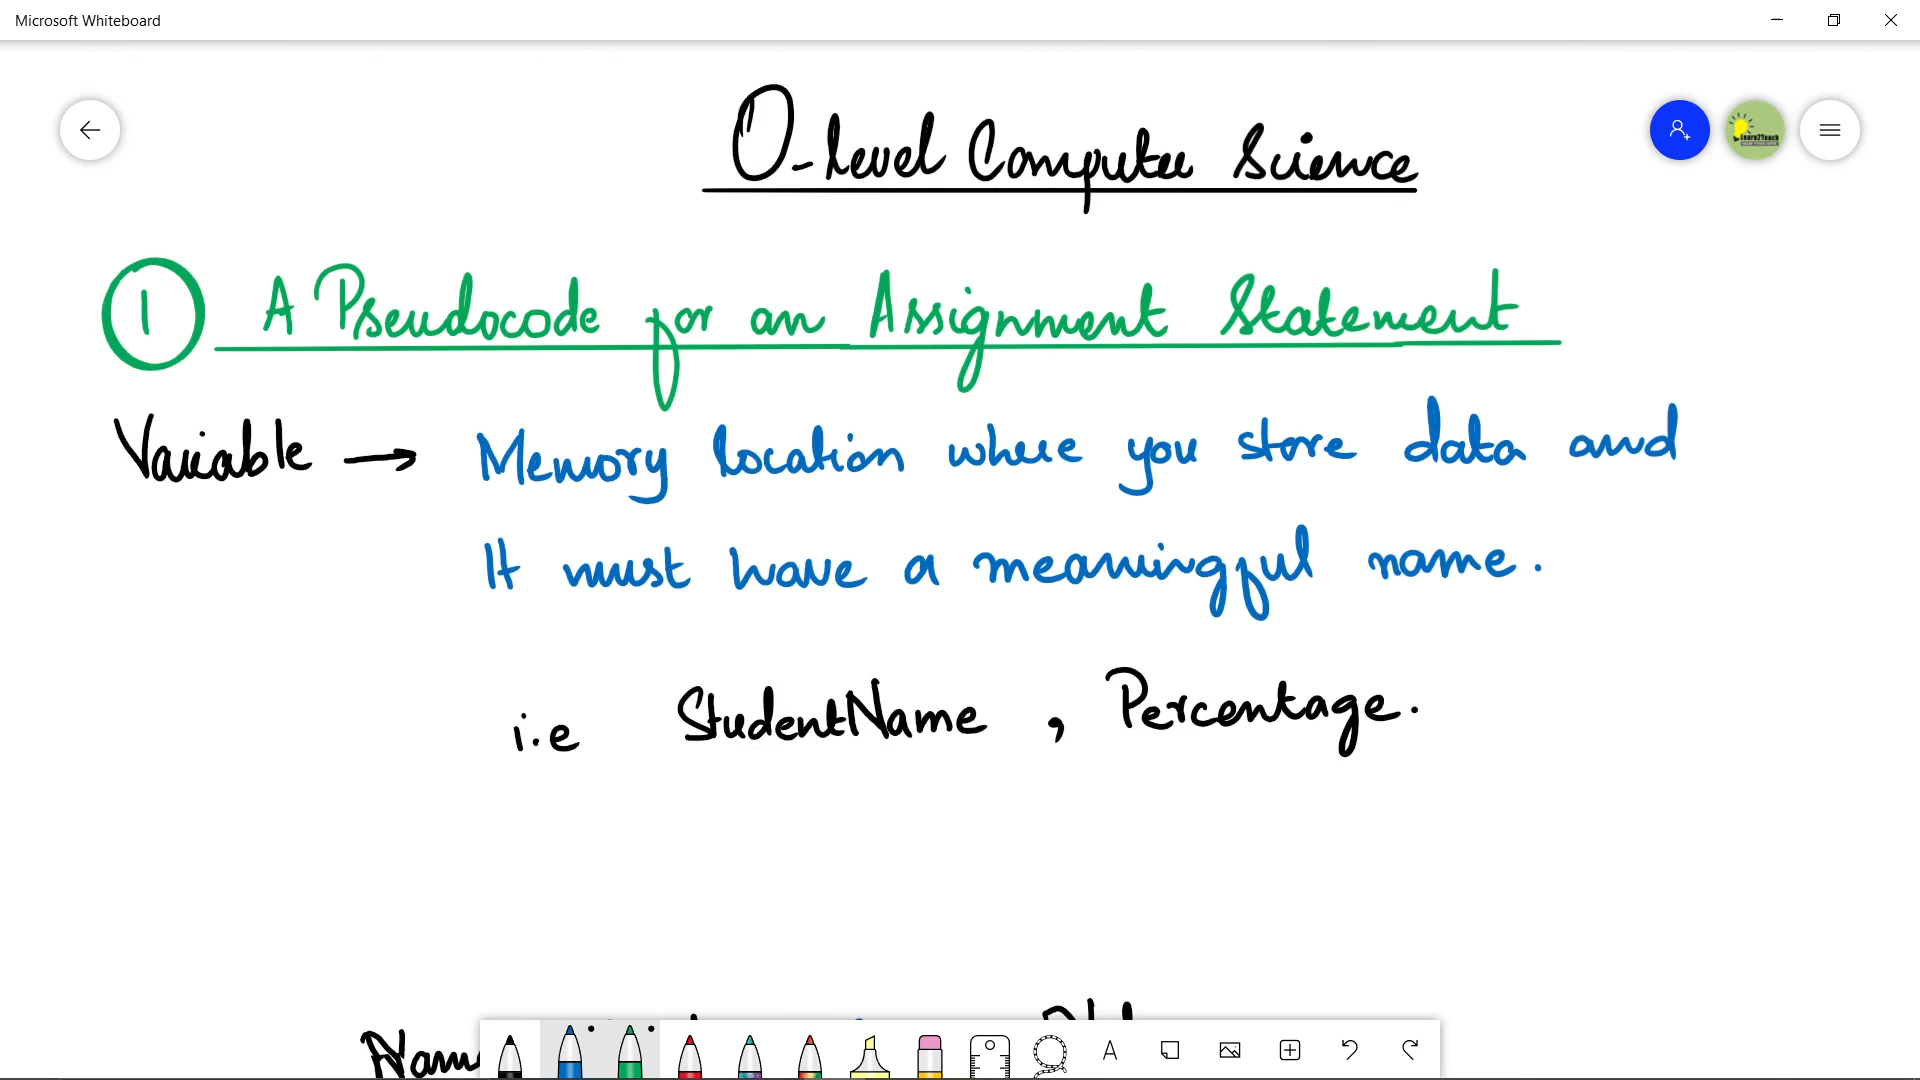 Microsoft Whiteboard
O-Level Computer Science
Learn2Teach
1 A Pseudocode for an Assignment Statement
Variable → Memory location where you store data and
It must have a meaningful name.
i.e StudentName , Percentage.